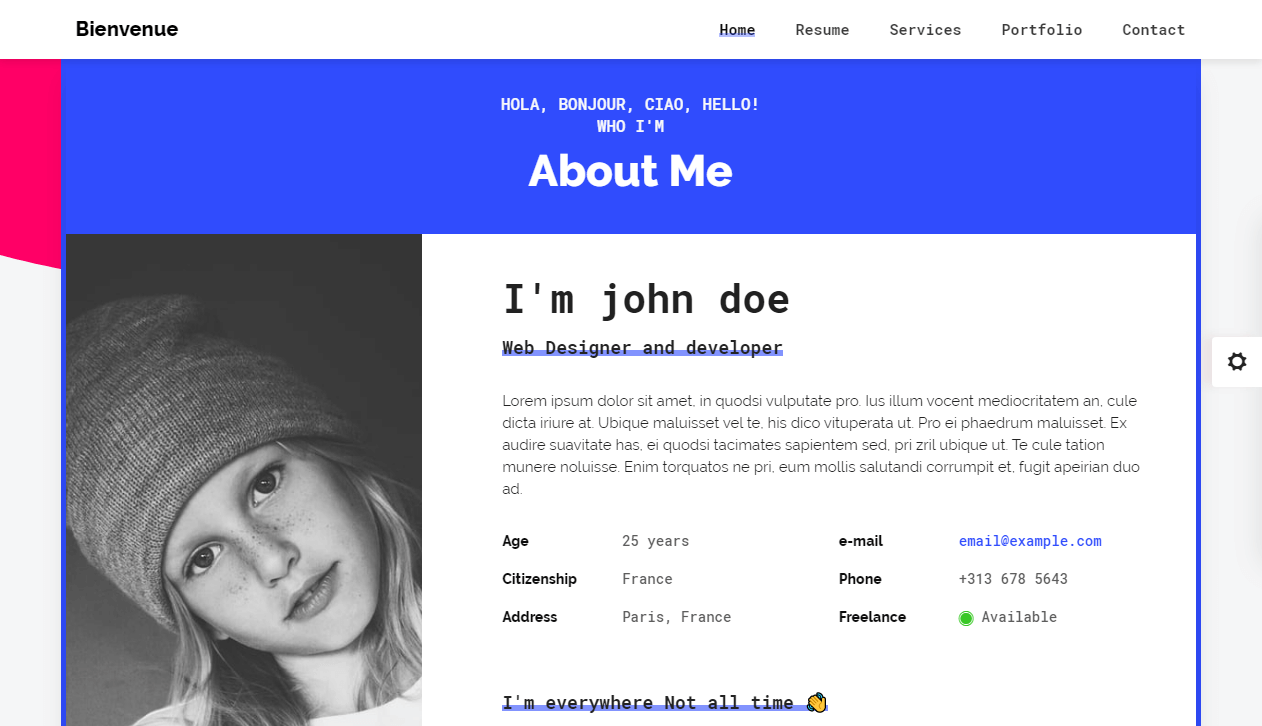 Bienvenue
Home Resume Services Portfolio Contact
HOLA, BONJOUR, CIAO, HELLO!
WHO I'M
About Me
I'm john doe
Web Designer and developer
Lorem ipsum dolor sit amet, in quodsi vulputate pro. Ius illum vocent mediocritatem an, cule
dicta iriure at. Ubique maluisset vel te, his dico vituperata ut. Pro ei phaedrum maluisset. Ex
audire suavitate has, ei quodsi tacimates sapientem sed, pri zril ubique ut. Te cule tation
munere noluisse. Enim torquatos ne pri, eum mollis salutandi corrumpit et, fugit apeirian duo
ad.
Age 25 years e-mail email@example.com
Citizenship France Phone +313 678 5643
Address Paris, France Freelance Available
I'm everywhere Not all time 👋